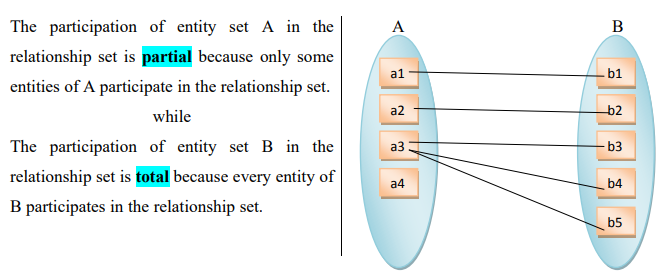 The participation of entity set A in the
relationship set is partial because only some
entities of A participate in the relationship set.
while
The participation of entity set B in the
relationship set is total because every entity of
B participates in the relationship set.
A
B
a1
b1
a2
b2
a3
b3
a4
b4
b5